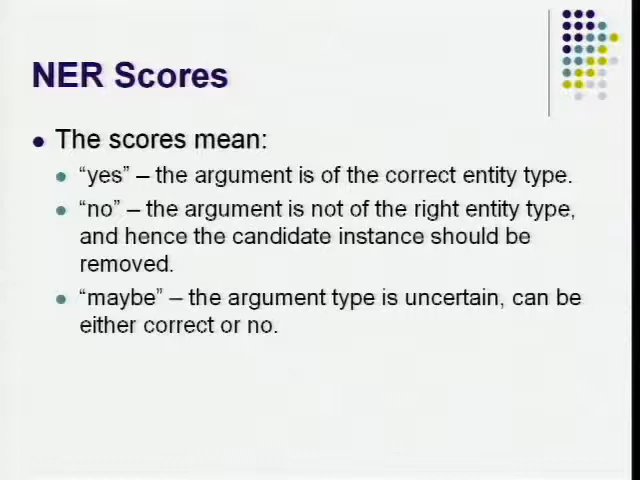 NER Scores
The scores mean:
“yes” – the argument is of the correct entity type.
“no” – the argument is not of the right entity type,
and hence the candidate instance should be
removed.
“maybe” – the argument type is uncertain, can be
either correct or no.